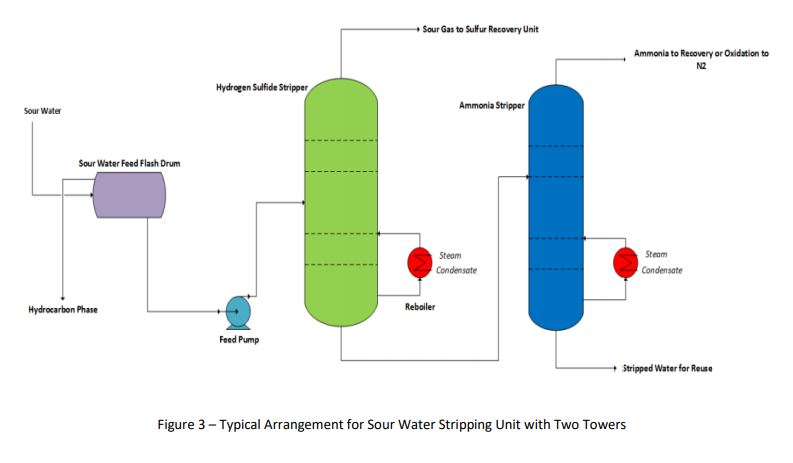 Sour Gas to Sulfur Recovery Unit
Ammonia to Recovery or Oxidation to
N2
Hydrogen Sulfide Stripper
Ammonia Stripper
Sour Water
Sour Water Feed Flash Drum
Steam
Condensate
Steam
Condensate
Hydrocarbon Phase
Reboiler
Feed Pump
Stripped Water for Reuse
Figure 3 – Typical Arrangement for Sour Water Stripping Unit with Two Towers